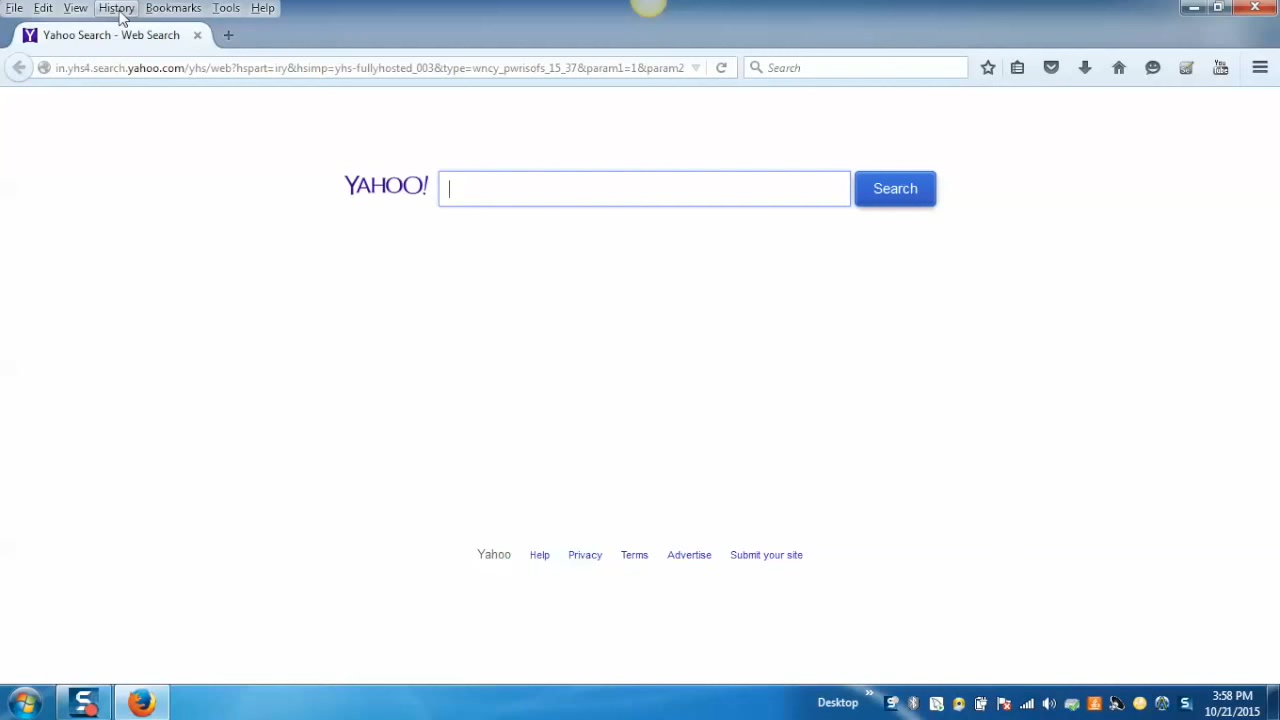 File Edit View History Bookmarks Tools Help
Yahoo Search - Web Search
in.yhs4.search.yahoo.com/yhs/web?hspart=iry&hsimp=yhs-fullyhosted_003&type=wncy_pwrisofs_15_37&param1=1&param2 Search
YAHOO! Search
Yahoo Help Privacy Terms Advertise Submit your site
Desktop
3:58 PM
10/21/2015